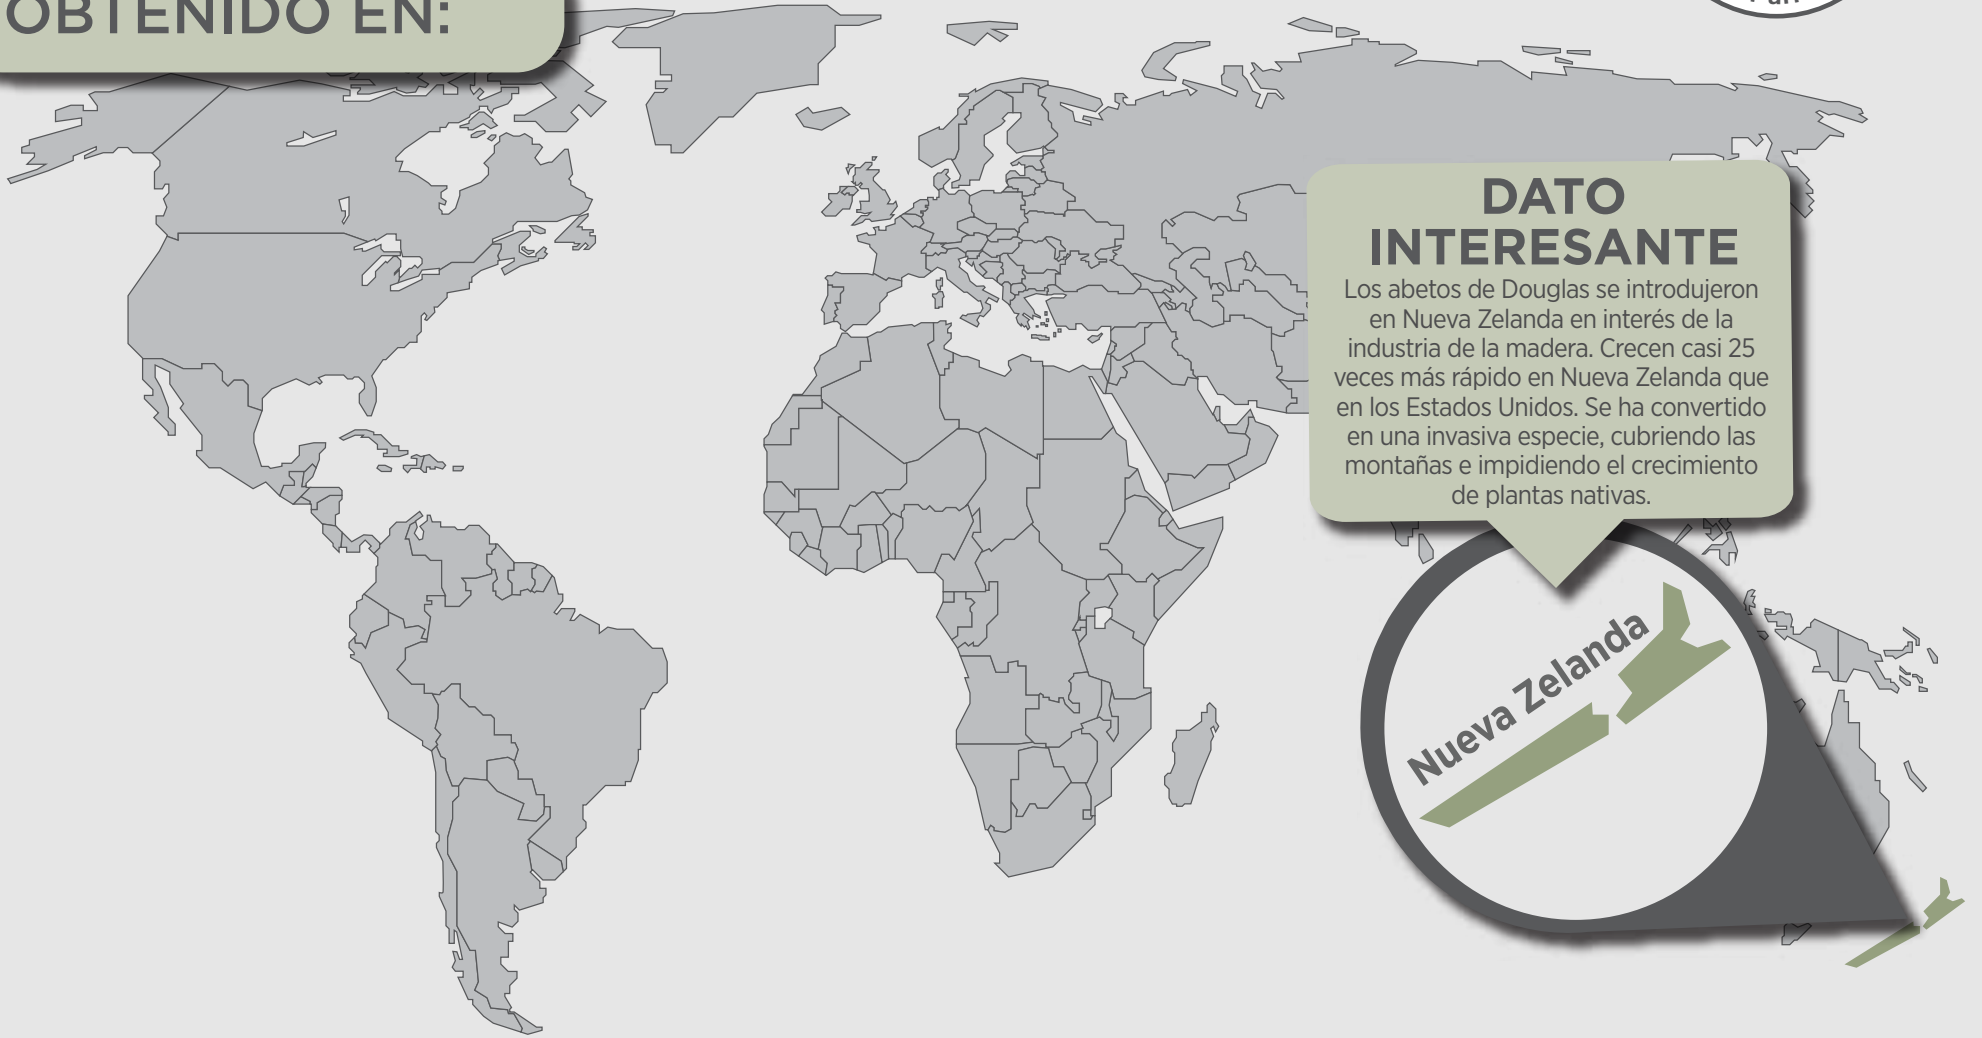 OBTENIDO EN:
DATO
INTERESANTE
Los abetos de Douglas se introdujeron
en Nueva Zelanda en interés de la
industria de la madera. Crecen casi 25
veces más rápido en Nueva Zelanda que
en los Estados Unidos. Se ha convertido
en una invasiva especie, cubriendo las
montañas e impidiendo el crecimiento
de plantas nativas.
Nueva Zelanda